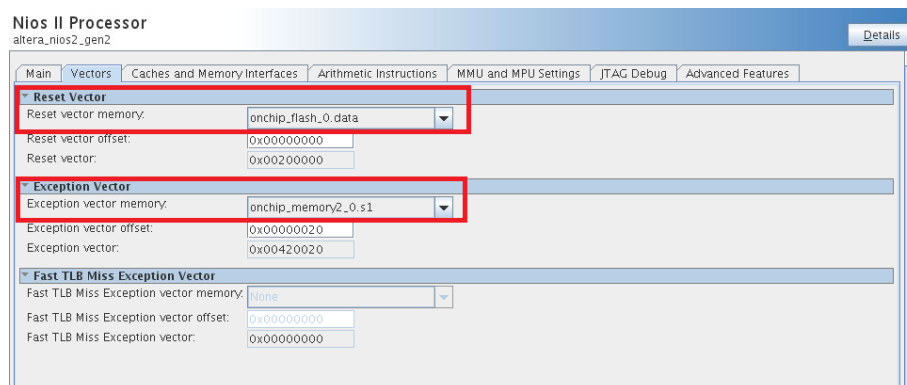 Nios II Processor
altera_nios2_gen2
Details
Main Vectors Caches and Memory Interfaces Arithmetic Instructions MMU and MPU Settings JTAG Debug Advanced Features
Reset Vector
Reset vector memory: onchip_flash_0.data
Reset vector offset: 0x00000000
Reset vector: 0x00200000
Exception Vector
Exception vector memory: onchip_memory2_0.s1
Exception vector offset: 0x00000020
Exception vector: 0x00420020
Fast TLB Miss Exception Vector
Fast TLB Miss Exception vector memory: None
Fast TLB Miss Exception vector offset: 0x00000000
Fast TLB Miss Exception vector: 0x00000000